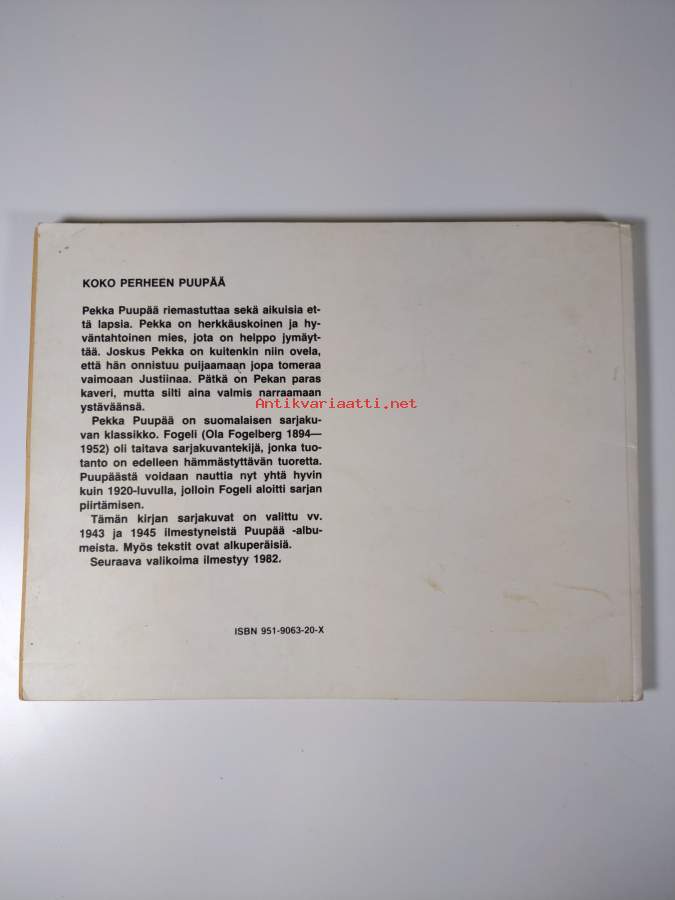 KOKO PERHEEN PUUPÄÄ
Pekka Puupää riemastuttaa sekä aikuisia et-
tä lapsia. Pekka on herkkäuskoinen ja hy-
väntahtoinen mies, jota on helppo jymäyt-
tää. Joskus Pekka on kuitenkin niin ovela,
että hän onnistuu puijaamaan jopa tomeraa
vaimoaan Justiinaa. Pätkä on Pekan paras
kaveri, mutta silti aina valmis narraamaan
ystäväänsä.
Antikvariaatti.net
Pekka Puupää on suomalaisen sarjaku-
van klassikko. Fogeli (Ola Fogelberg 1894—
1952) oli taitava sarjakuvantekijä, jonka tuo-
tanto on edelleen hämmästyttävän tuoretta.
Puupäästä voidaan nauttia nyt yhtä hyvin
kuin 1920-luvulla, jolloin Fogeli aloitti sarjan
piirtämisen.
Tämän kirjan sarjakuvat on valittu vv.
1943 ja 1945 ilmestyneistä Puupää -albu-
meista. Myös tekstit ovat alkuperäisiä.
Seuraava valikoima ilmestyy 1982.
ISBN 951-9063-20-X